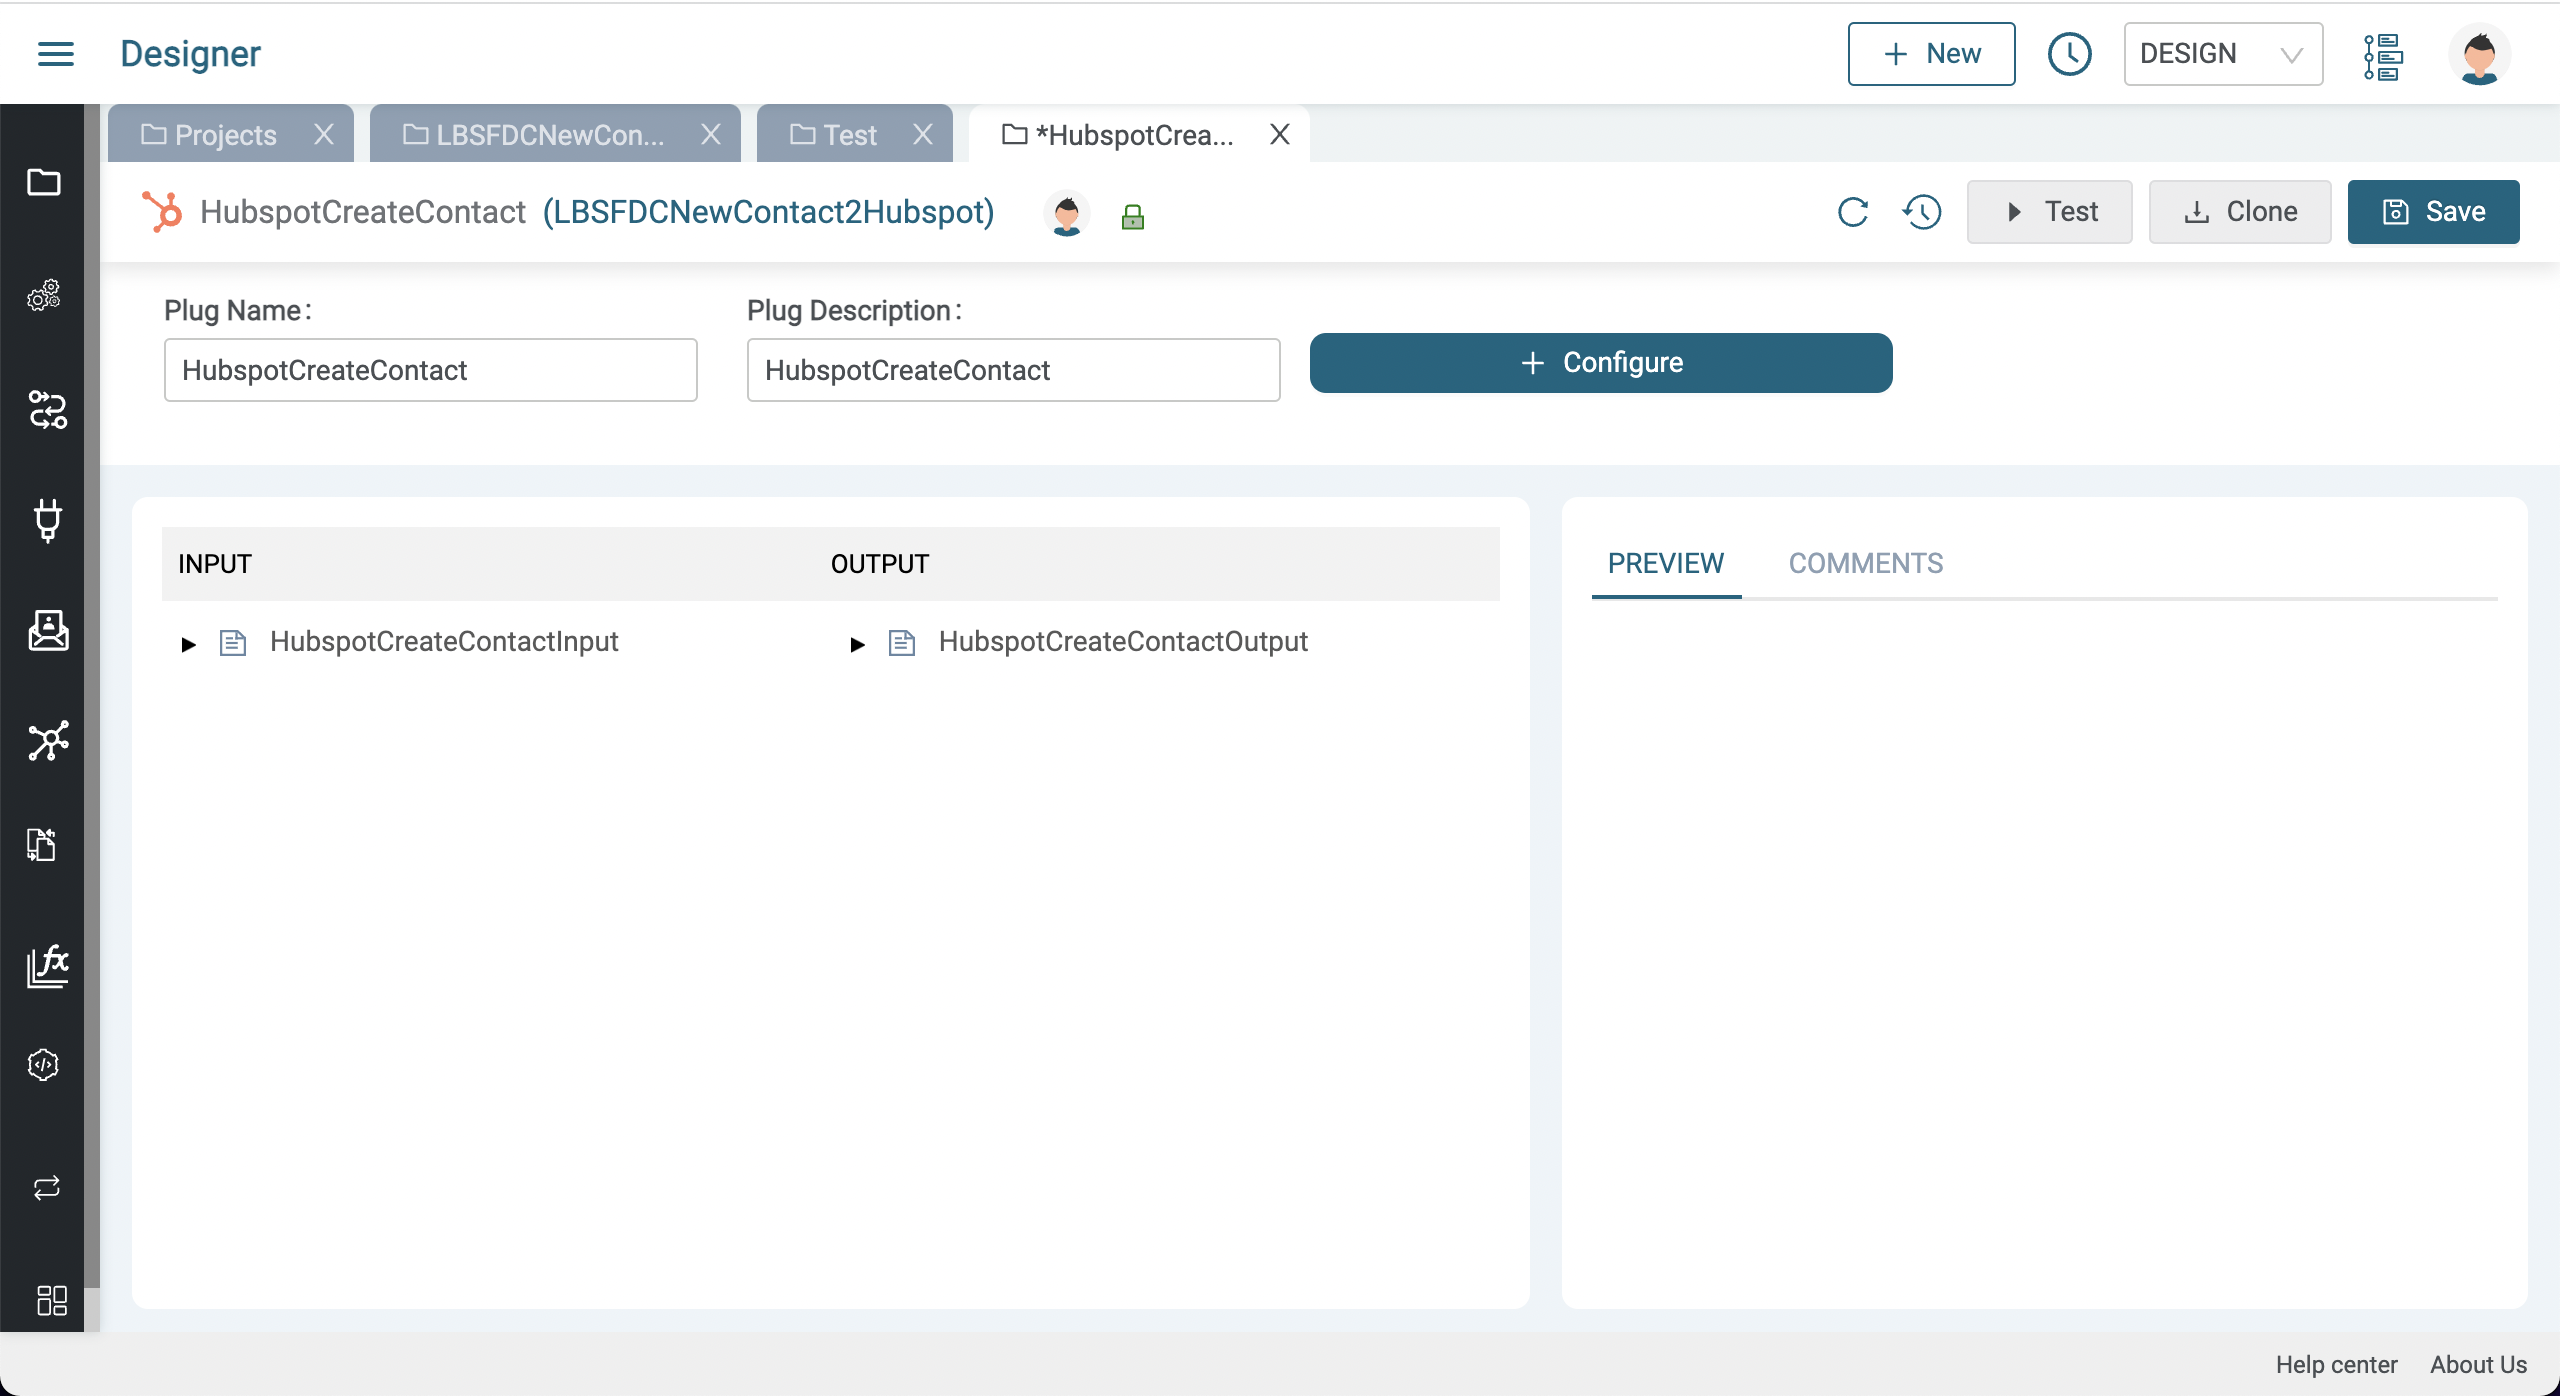 Designer
+ New
DESIGN
Projects X
LBSFDCNewCon... X
Test X
*HubspotCrea... X
HubspotCreateContact (LBSFDCNewContact2Hubspot)
Test
Clone
Save
Plug Name :
Plug Description :
HubspotCreateContact
HubspotCreateContact
+ Configure
INPUT
OUTPUT
PREVIEW
COMMENTS
HubspotCreateContactInput
HubspotCreateContactOutput
fx
</>
Help center
About Us